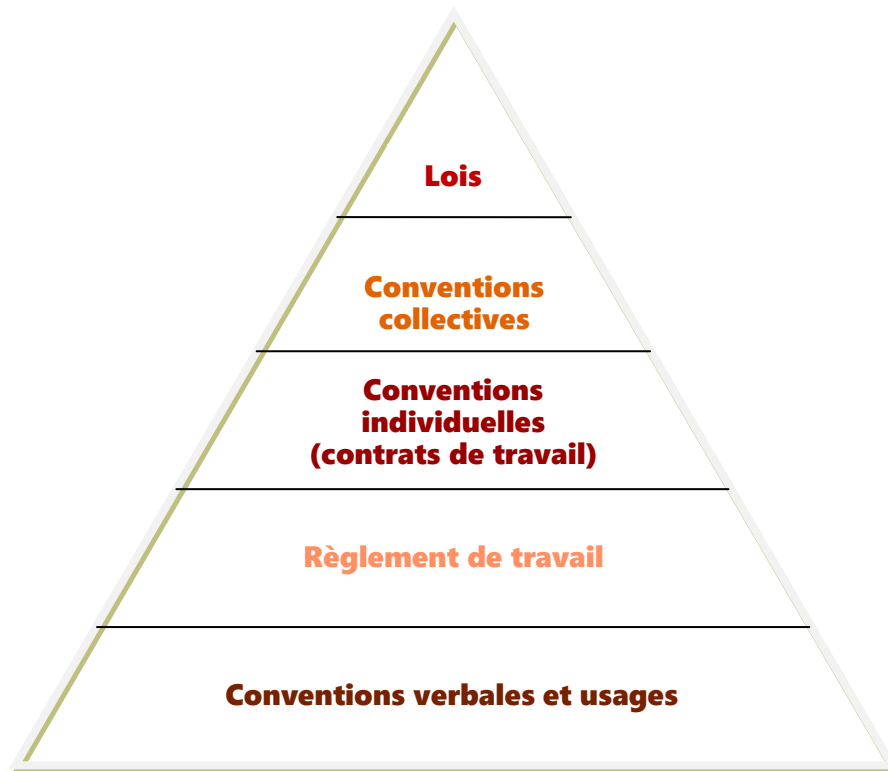 Lois
Conventions
collectives
Conventions
individuelles
(contrats de travail)
Règlement de travail
Conventions verbales et usages